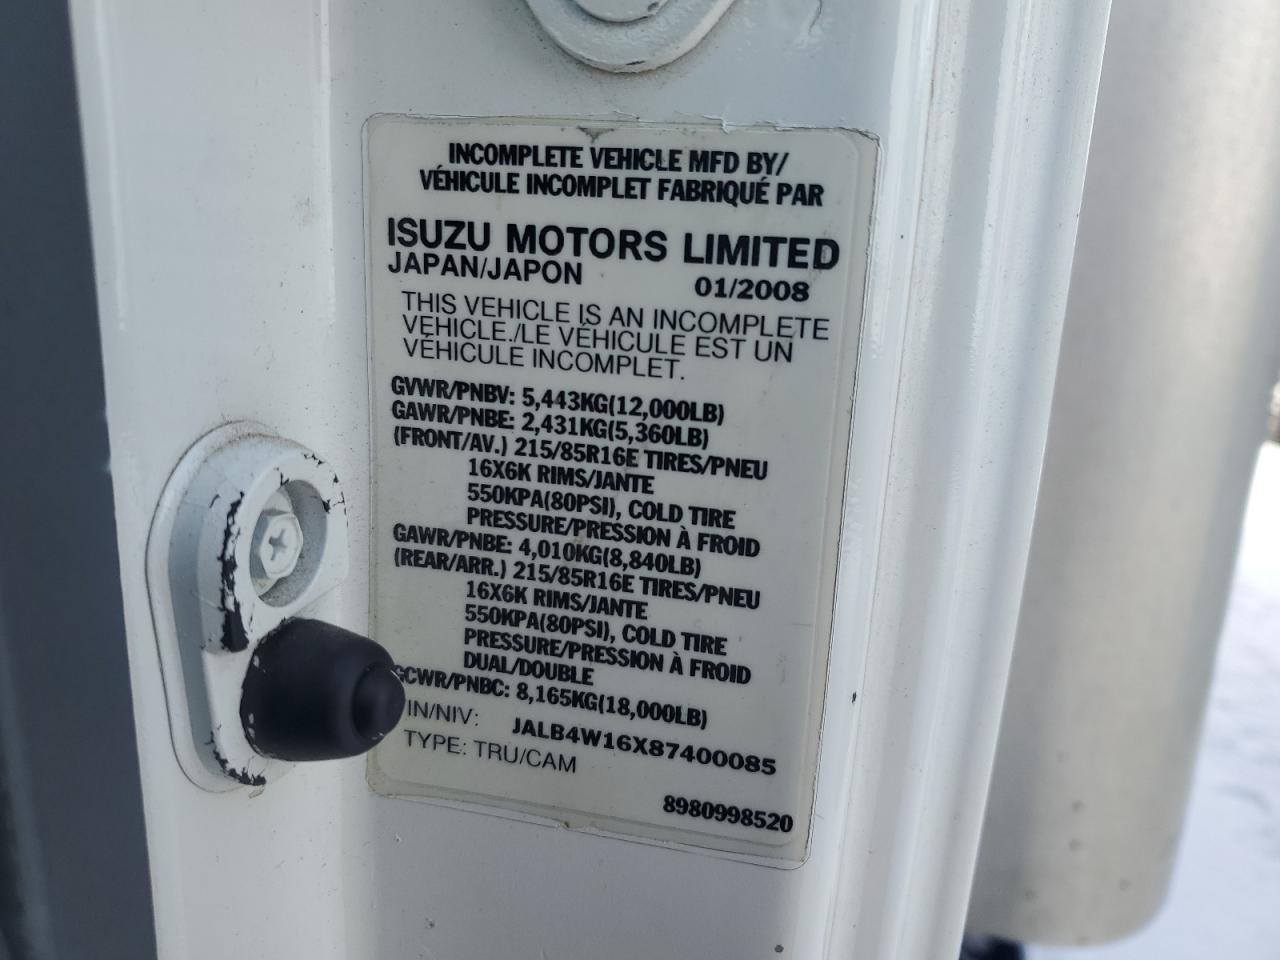 INCOMPLETE VEHICLE MFD BY/
VÉHICULE INCOMPLET FABRIQUÉ PAR
ISUZU MOTORS LIMITED
JAPAN/JAPON 01/2008
THIS VEHICLE IS AN INCOMPLETE
VEHICLE./LE VÉHICULE EST UN
VÉHICULE INCOMPLET.
GVWR/PNBV: 5,443KG(12,000LB)
GAWR/PNBE: 2,431KG(5,360LB)
(FRONT/AV.) 215/85R16E TIRES/PNEU
16X6K RIMS/JANTE
550KPA(80PSI), COLD TIRE
PRESSURE/PRESSION À FROID
GAWR/PNBE: 4,010KG(8,840LB)
(REAR/ARR.) 215/85R16E TIRES/PNEU
16X6K RIMS/JANTE
550KPA(80PSI), COLD TIRE
PRESSURE/PRESSION À FROID
DUAL/DOUBLE
GCWR/PNBC: 8,165KG(18,000LB)
IN/NIV: JALB4W16X87400085
TYPE: TRU/CAM
8980998520